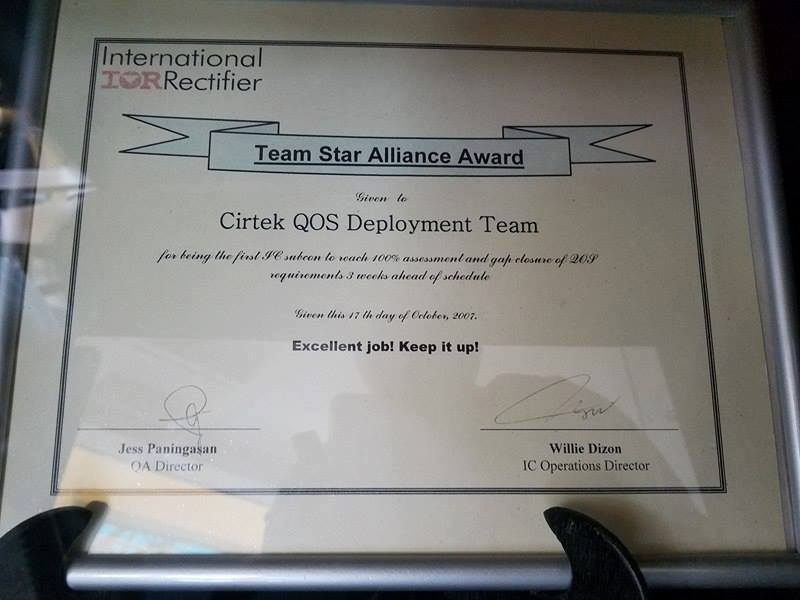 International
IOR Rectifier
Team Star Alliance Award
Given to
Cirtek QOS Deployment Team
for being the first IC subcon to reach 100% assessment and gap closure of QOS
requirements 3 weeks ahead of schedule
Given this 17 th day of October, 2007.
Excellent job! Keep it up!
Jess Paningasan
QA Director
Willie Dizon
IC Operations Director